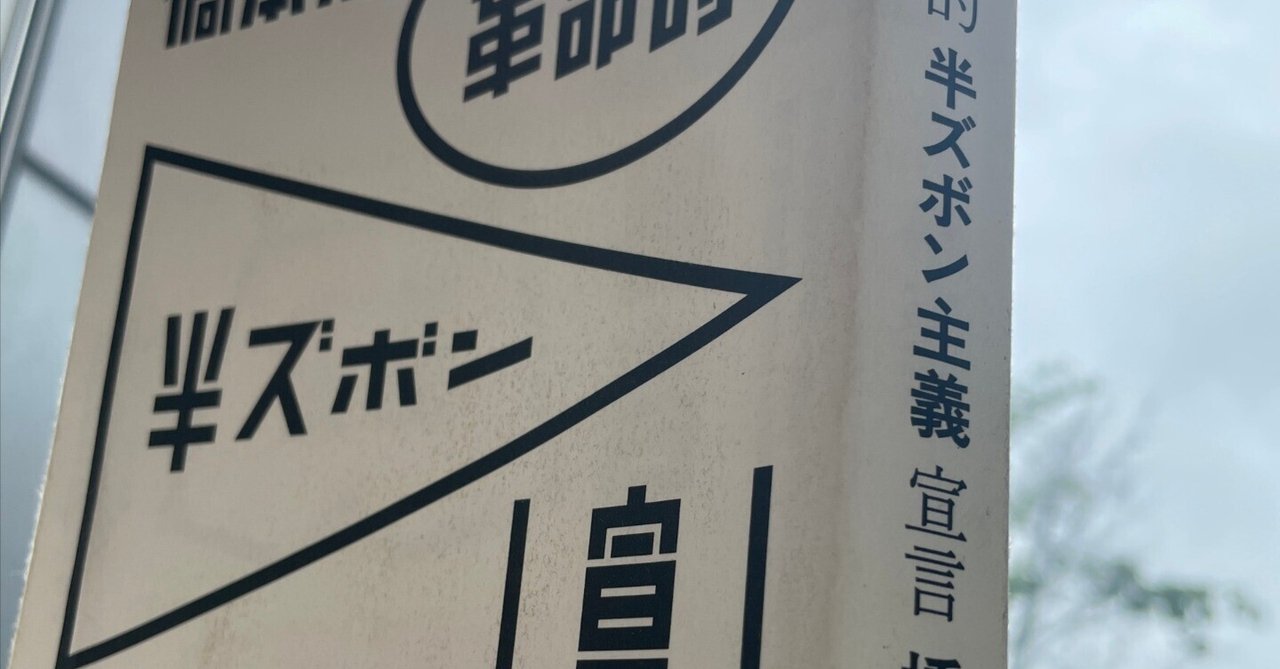 革命的
半ズボン
宣
的 半ズボン主義 宣言